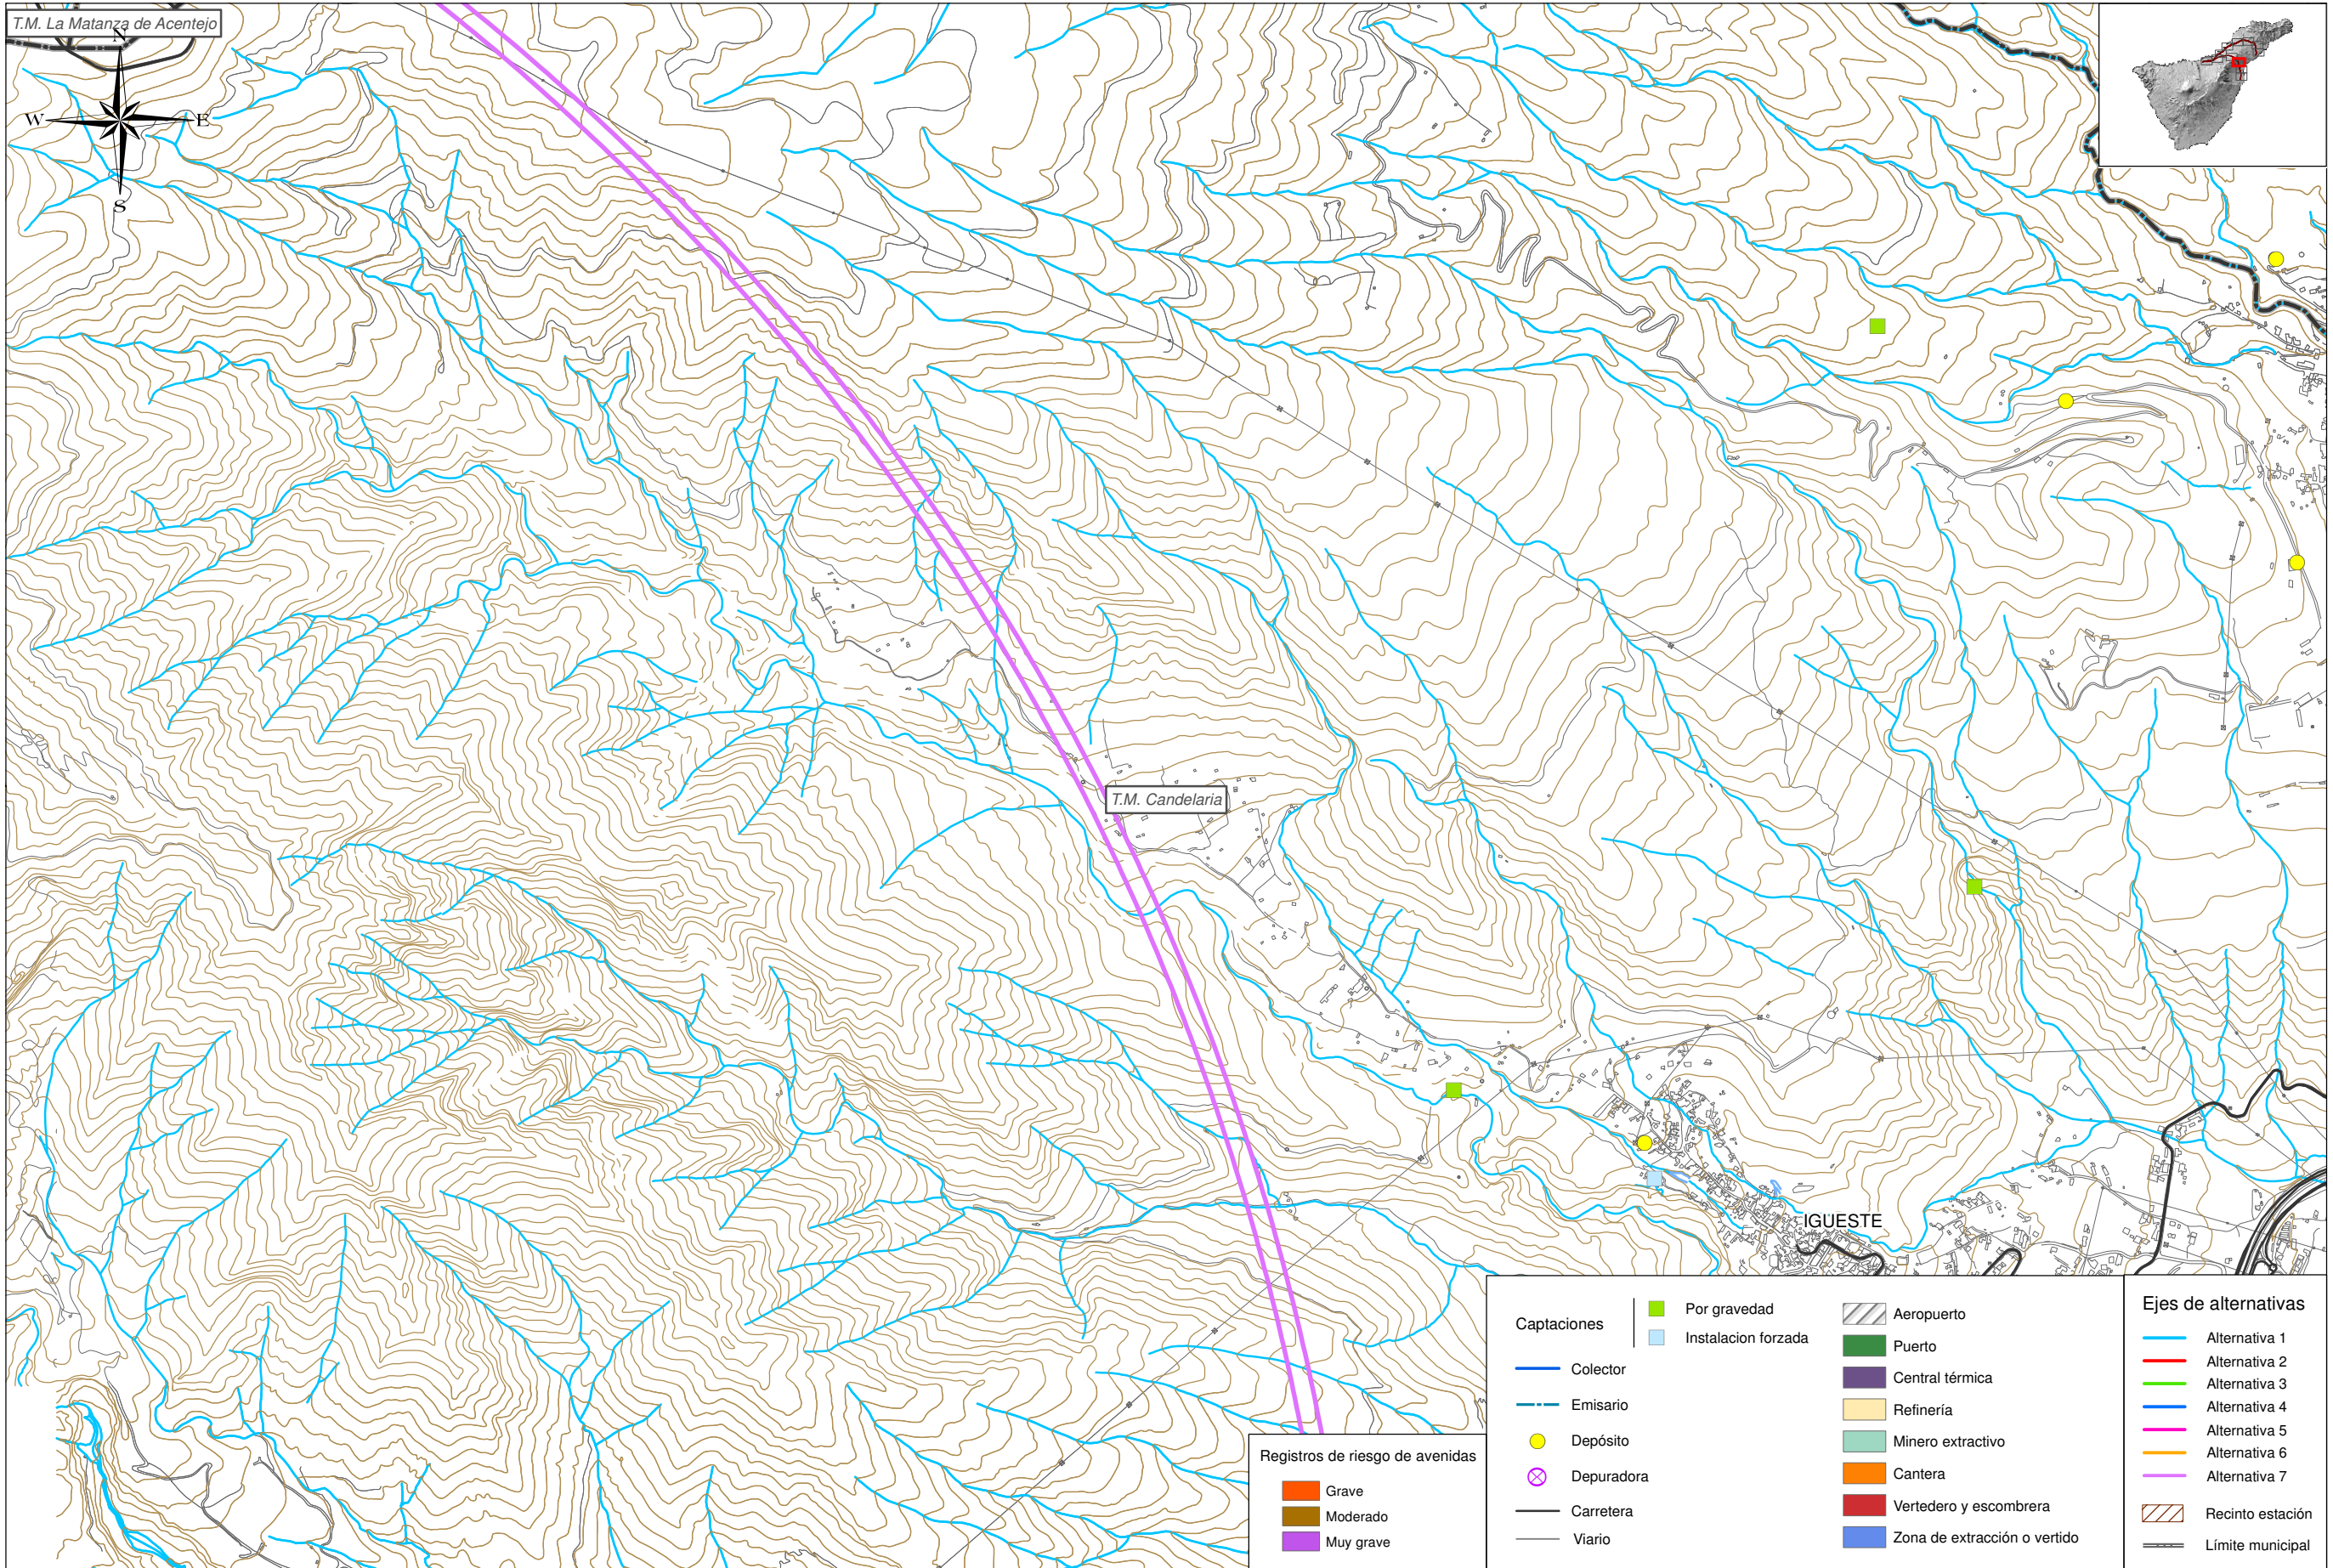 T.M. La Matanza de Acentejo
N
W
E
S
T.M. Candelaria
IGUESTE
Registros de riesgo de avenidas
Grave
Moderado
Muy grave
Captaciones
Por gravedad
Instalacion forzada
Colector
Emisario
Depósito
Depuradora
Carretera
Viario
Aeropuerto
Puerto
Central térmica
Refinería
Minero extractivo
Cantera
Vertedero y escombrera
Zona de extracción o vertido
Ejes de alternativas
Alternativa 1
Alternativa 2
Alternativa 3
Alternativa 4
Alternativa 5
Alternativa 6
Alternativa 7
Recinto estación
Límite municipal